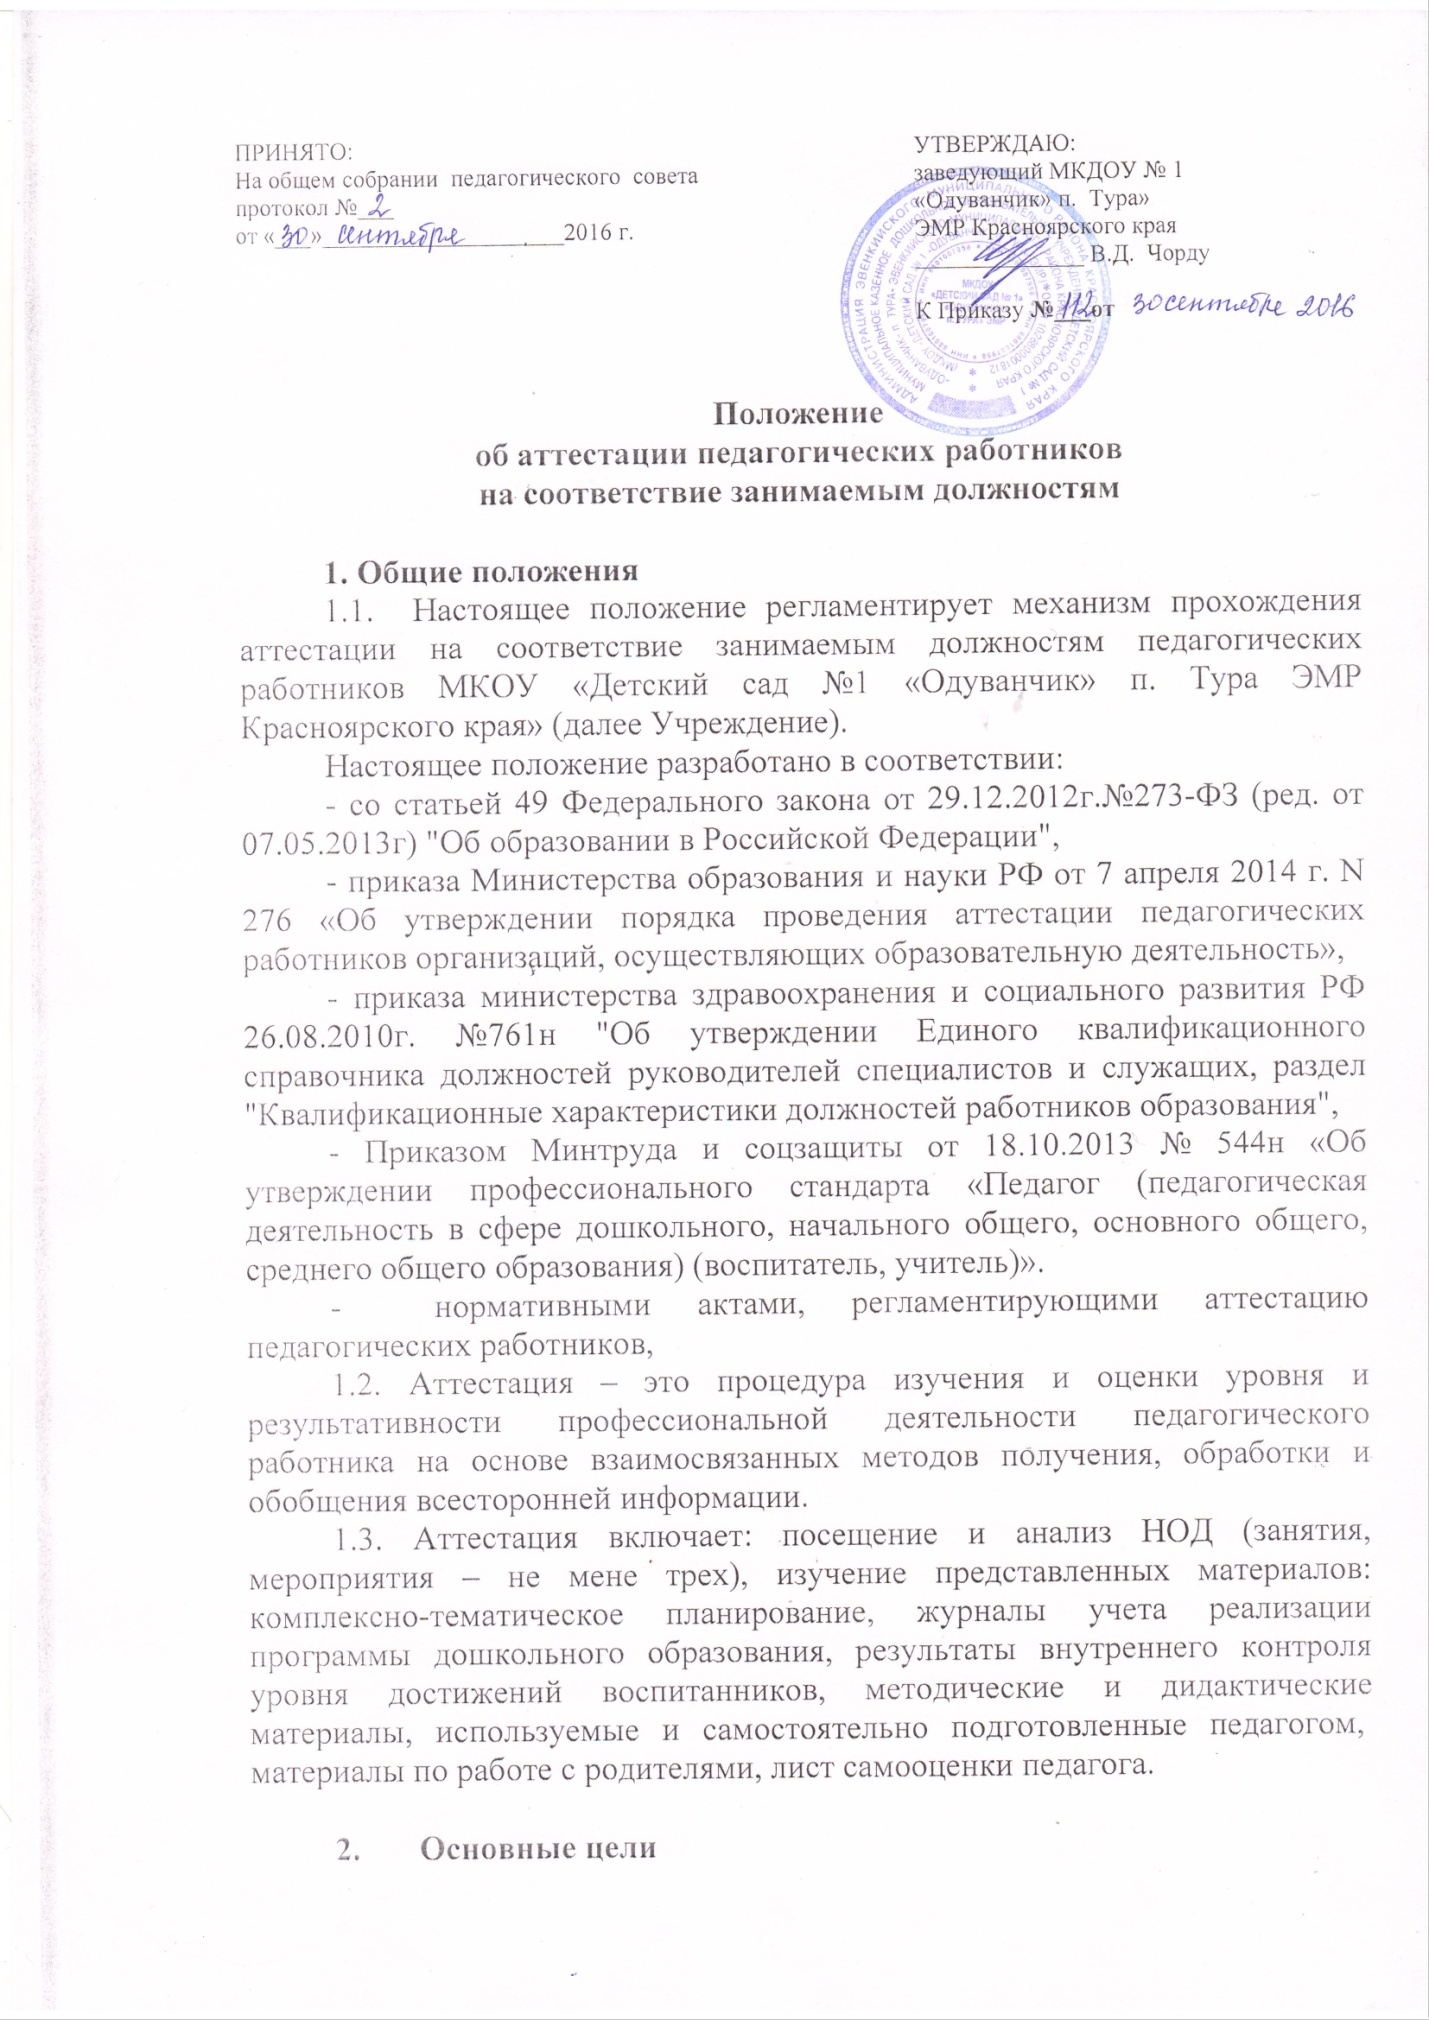 ПРИНЯТО:
На общем собрании педагогического совета
протокол № 2
от «30» сентября 2016 г.
УТВЕРЖДАЮ:
заведующий МКДОУ № 1
«Одуванчик» п. Тура»
ЭМР Красноярского края
В.Д. Чорду
К Приказу № 112 от 30 сентября 2016
МКДОУ
«ДЕТСКИЙ САД № 1»
Положение
об аттестации педагогических работников
на соответствие занимаемым должностям
1. Общие положения
1.1. Настоящее положение регламентирует механизм прохождения
аттестации на соответствие занимаемым должностям педагогических
работников МКОУ «Детский сад №1 «Одуванчик» п. Тура ЭМР
Красноярского края» (далее Учреждение).
Настоящее положение разработано в соответствии:
- со статьей 49 Федерального закона от 29.12.2012г.№273-ФЗ (ред. от
07.05.2013г) "Об образовании в Российской Федерации",
- приказа Министерства образования и науки РФ от 7 апреля 2014 г. N
276 «Об утверждении порядка проведения аттестации педагогических
работников организаций, осуществляющих образовательную деятельность»,
- приказа министерства здравоохранения и социального развития РФ
26.08.2010г. №761н "Об утверждении Единого квалификационного
справочника должностей руководителей специалистов и служащих, раздел
"Квалификационные характеристики должностей работников образования",
- Приказом Минтруда и соцзащиты от 18.10.2013 № 544н «Об
утверждении профессионального стандарта «Педагог (педагогическая
деятельность в сфере дошкольного, начального общего, основного общего,
среднего общего образования) (воспитатель, учитель)».
- нормативными актами, регламентирующими аттестацию
педагогических работников,
1.2. Аттестация – это процедура изучения и оценки уровня и
результативности профессиональной деятельности педагогического
работника на основе взаимосвязанных методов получения, обработки и
обобщения всесторонней информации.
1.3. Аттестация включает: посещение и анализ НОД (занятия,
мероприятия – не мене трех), изучение представленных материалов:
комплексно-тематическое планирование, журналы учета реализации
программы дошкольного образования, результаты внутреннего контроля
уровня достижений воспитанников, методические и дидактические
материалы, используемые и самостоятельно подготовленные педагогом,
материалы по работе с родителями, лист самооценки педагога.
2. Основные цели